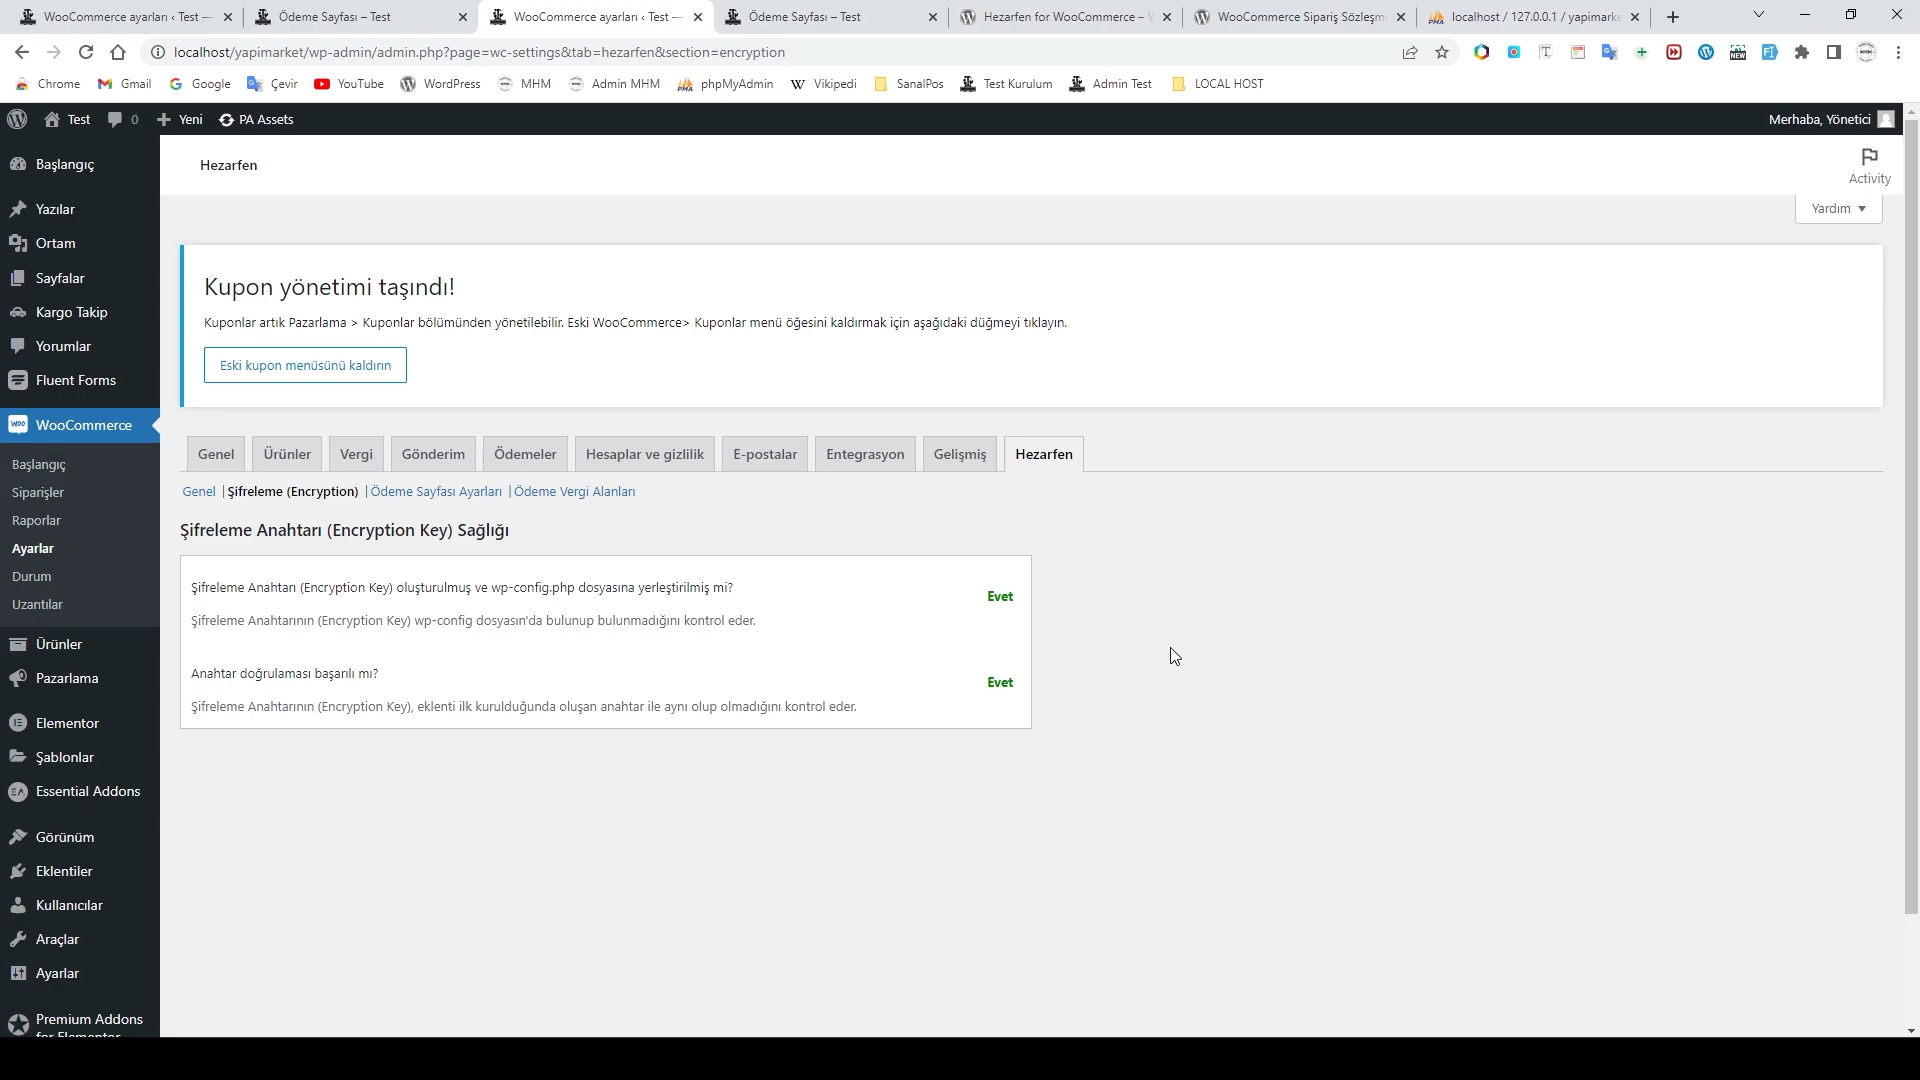 WooCommerce ayarları ‹ Test —
Ödeme Sayfası – Test
WooCommerce ayarları ‹ Test —
Ödeme Sayfası – Test
Hezarfen for WooCommerce –
WooCommerce Sipariş Sözleşm
localhost / 127.0.0.1 / yapimarke
localhost/yapimarket/wp-admin/admin.php?page=wc-settings&tab=hezarfen&section=encryption
Chrome
Gmail
Google
Çevir
YouTube
WordPress
MHM
Admin MHM
phpMyAdmin
Vikipedi
SanalPos
Test Kurulum
Admin Test
LOCAL HOST
Test
0
Yeni
PA Assets
Merhaba, Yönetici
Başlangıç
Yazılar
Ortam
Sayfalar
Kargo Takip
Yorumlar
Fluent Forms
WooCommerce
Başlangıç
Siparişler
Raporlar
Ayarlar
Durum
Uzantılar
Ürünler
Pazarlama
Elementor
Şablonlar
Essential Addons
Görünüm
Eklentiler
Kullanıcılar
Araçlar
Ayarlar
Premium Addons
for Elementor
Hezarfen
Activity
Yardım
Kupon yönetimi taşındı!
Kuponlar artık Pazarlama > Kuponlar bölümünden yönetilebilir. Eski WooCommerce> Kuponlar menü öğesini kaldırmak için aşağıdaki düğmeyi tıklayın.
Eski kupon menüsünü kaldırın
Genel
Ürünler
Vergi
Gönderim
Ödemeler
Hesaplar ve gizlilik
E-postalar
Entegrasyon
Gelişmiş
Hezarfen
Genel | Şifreleme (Encryption) | Ödeme Sayfası Ayarları | Ödeme Vergi Alanları
Şifreleme Anahtarı (Encryption Key) Sağlığı
Şifreleme Anahtarı (Encryption Key) oluşturulmuş ve wp-config.php dosyasına yerleştirilmiş mi?
Evet
Şifreleme Anahtarının (Encryption Key) wp-config dosyasın'da bulunup bulunmadığını kontrol eder.
Anahtar doğrulaması başarılı mı?
Evet
Şifreleme Anahtarının (Encryption Key), eklenti ilk kurulduğunda oluşan anahtar ile aynı olup olmadığını kontrol eder.